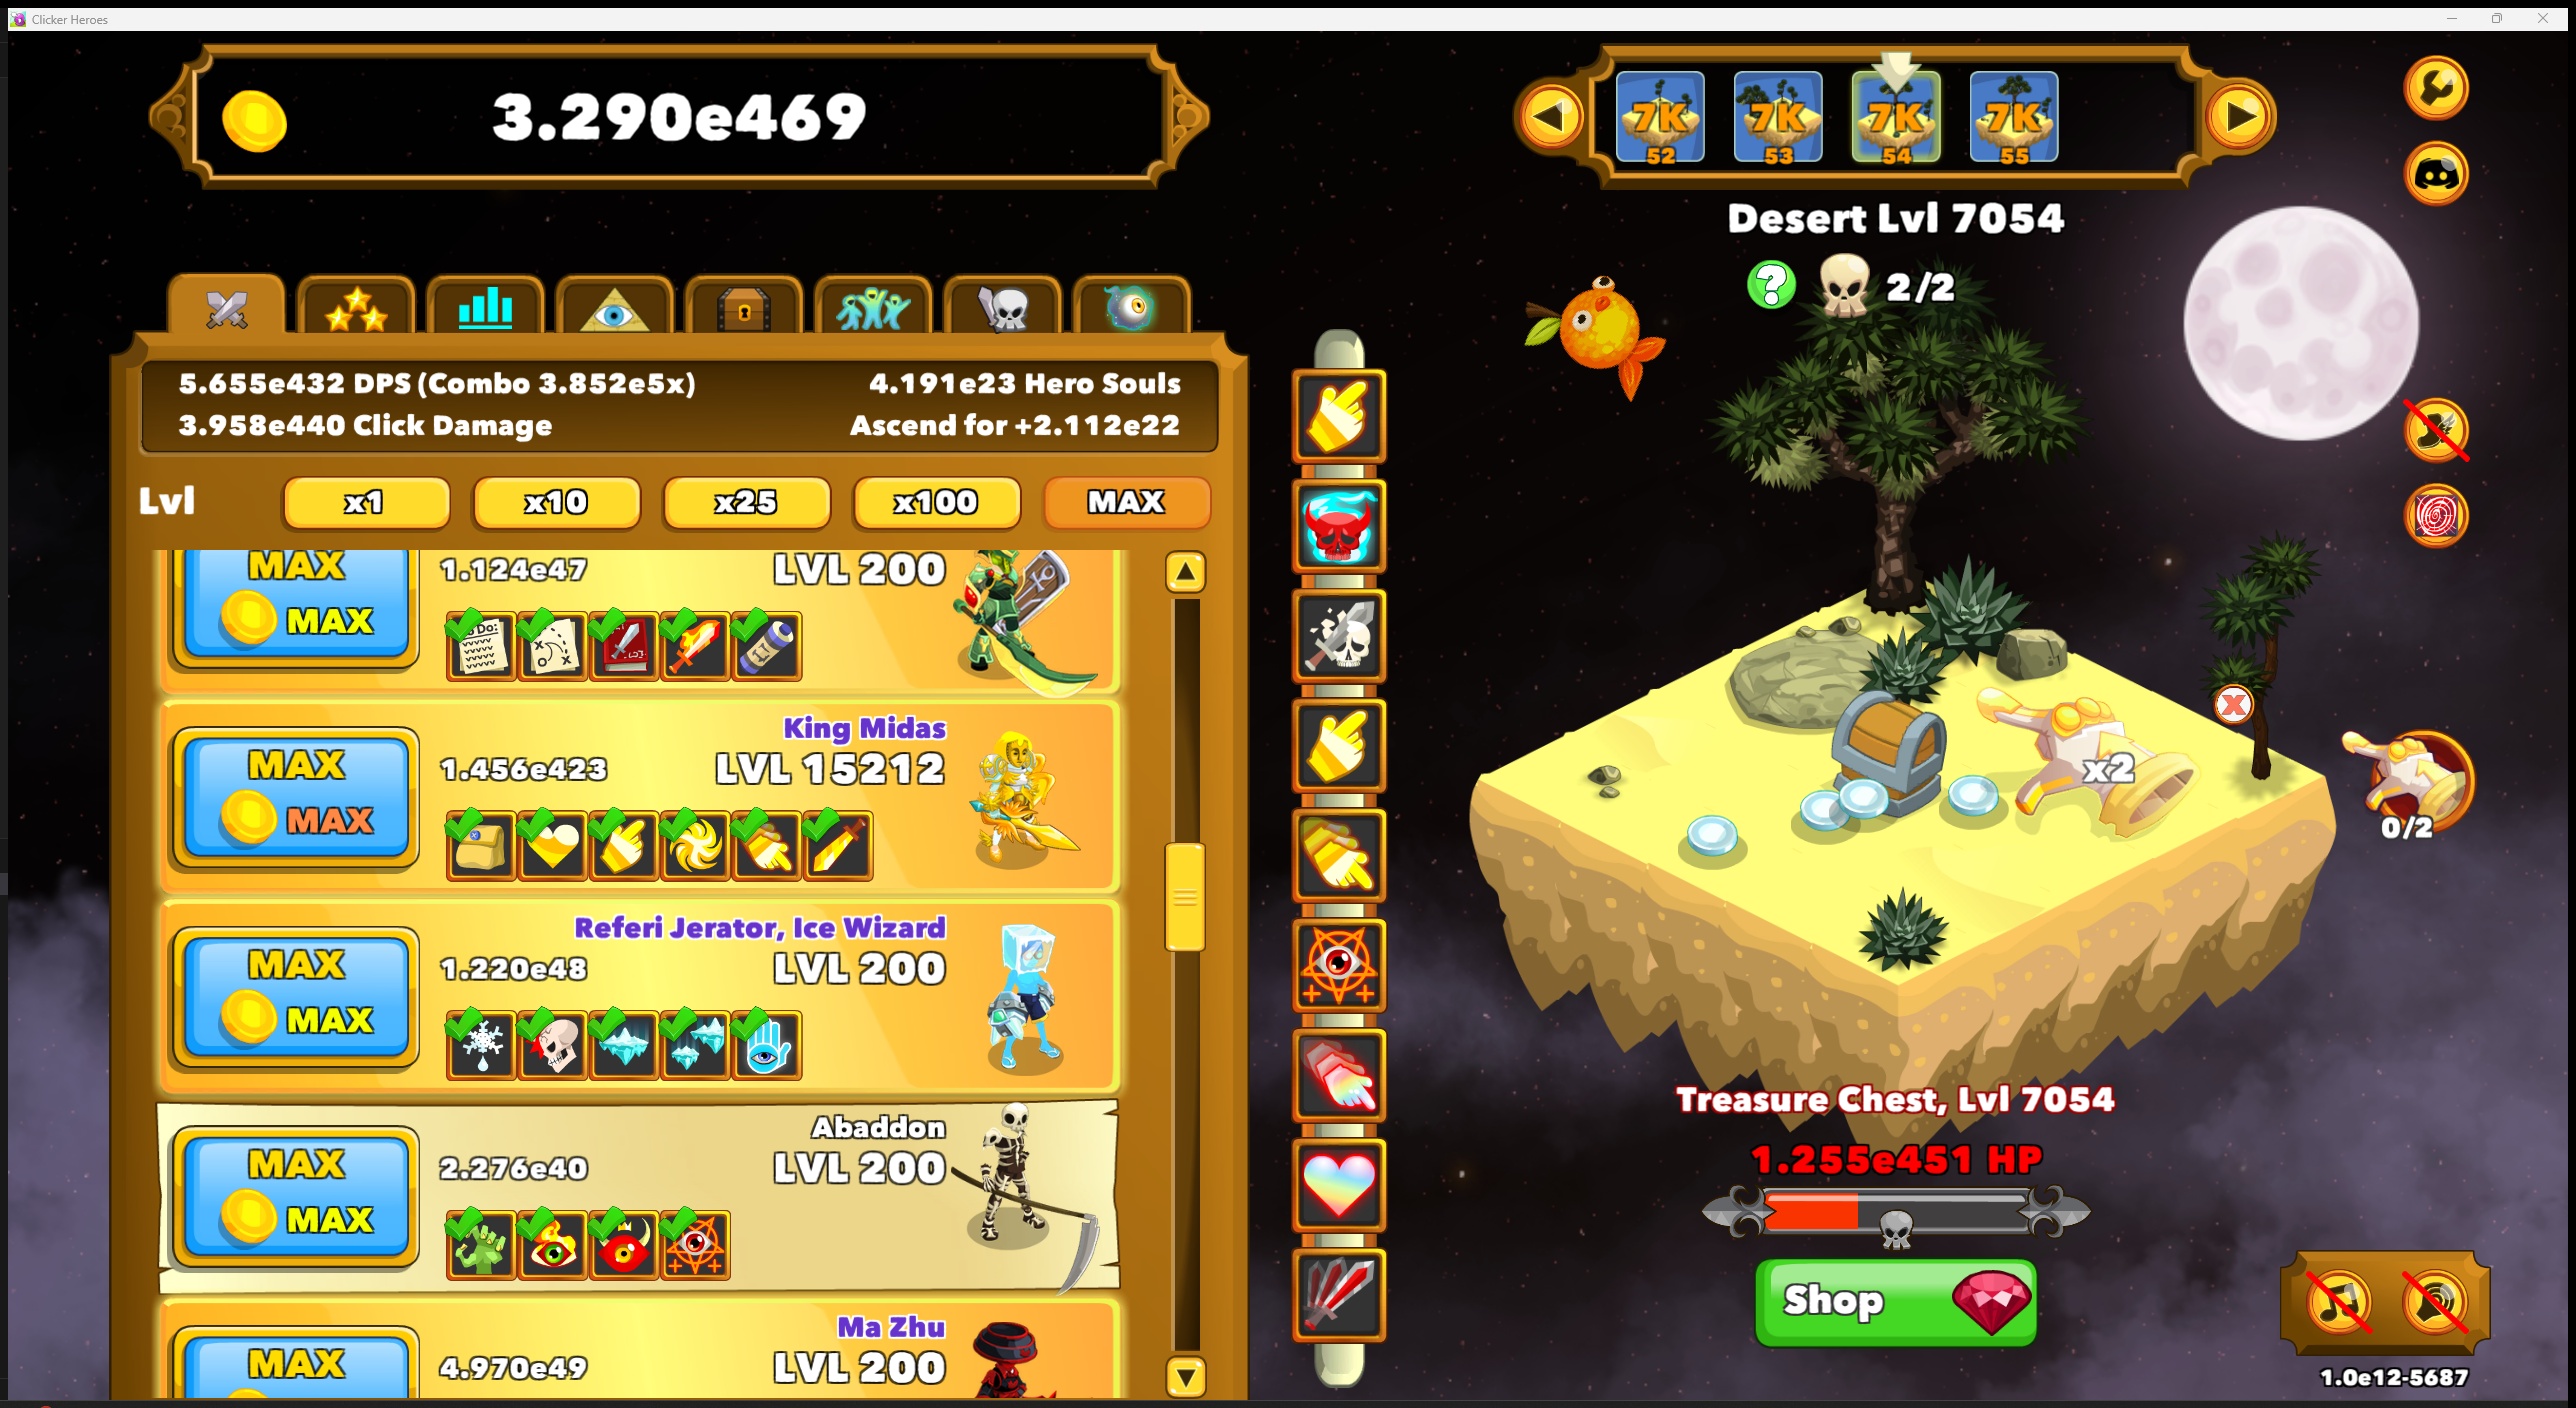 Clicker Heroes
3.290e469
7K
52
7K
53
7K
54
7K
55
Desert Lvl 7054
2/2
5.655e432 DPS (Combo 3.852e5x)
4.191e23 Hero Souls
3.958e440 Click Damage
Ascend for +2.112e22
Lvl
x1
x10
x25
x100
MAX
MAX
MAX
1.124e47
LVL 200
Do:
King Midas
MAX
MAX
1.456e423
LVL 15212
Referi Jerator, Ice Wizard
MAX
MAX
1.220e48
LVL 200
Abaddon
MAX
MAX
2.276e40
LVL 200
Ma Zhu
MAX
4.970e49
LVL 200
x2
0/2
Treasure Chest, Lvl 7054
1.255e451 HP
Shop
1.0e12-5687